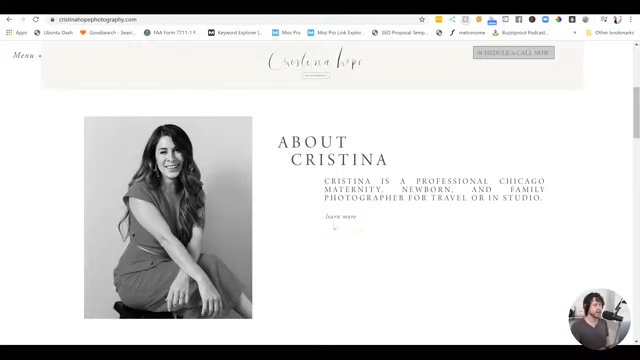 cristinahopephotography.com
Apps
Ubuntu Dash
Goodsearch - Search
FAA Form 7711-1 F
Keyword Explorer |
Moz Pro
Moz Pro Link Explor
SEO Proposal Temp
metronome
Buzzsprout Podcast...
Other bookmarks
Menu
Cristina hope
SCHEDULE A CALL NOW
ABOUT
CRISTINA
CRISTINA IS A PROFESSIONAL CHICAGO
MATERNITY, NEWBORN, AND FAMILY
PHOTOGRAPHER FOR TRAVEL OR IN STUDIO.
learn more